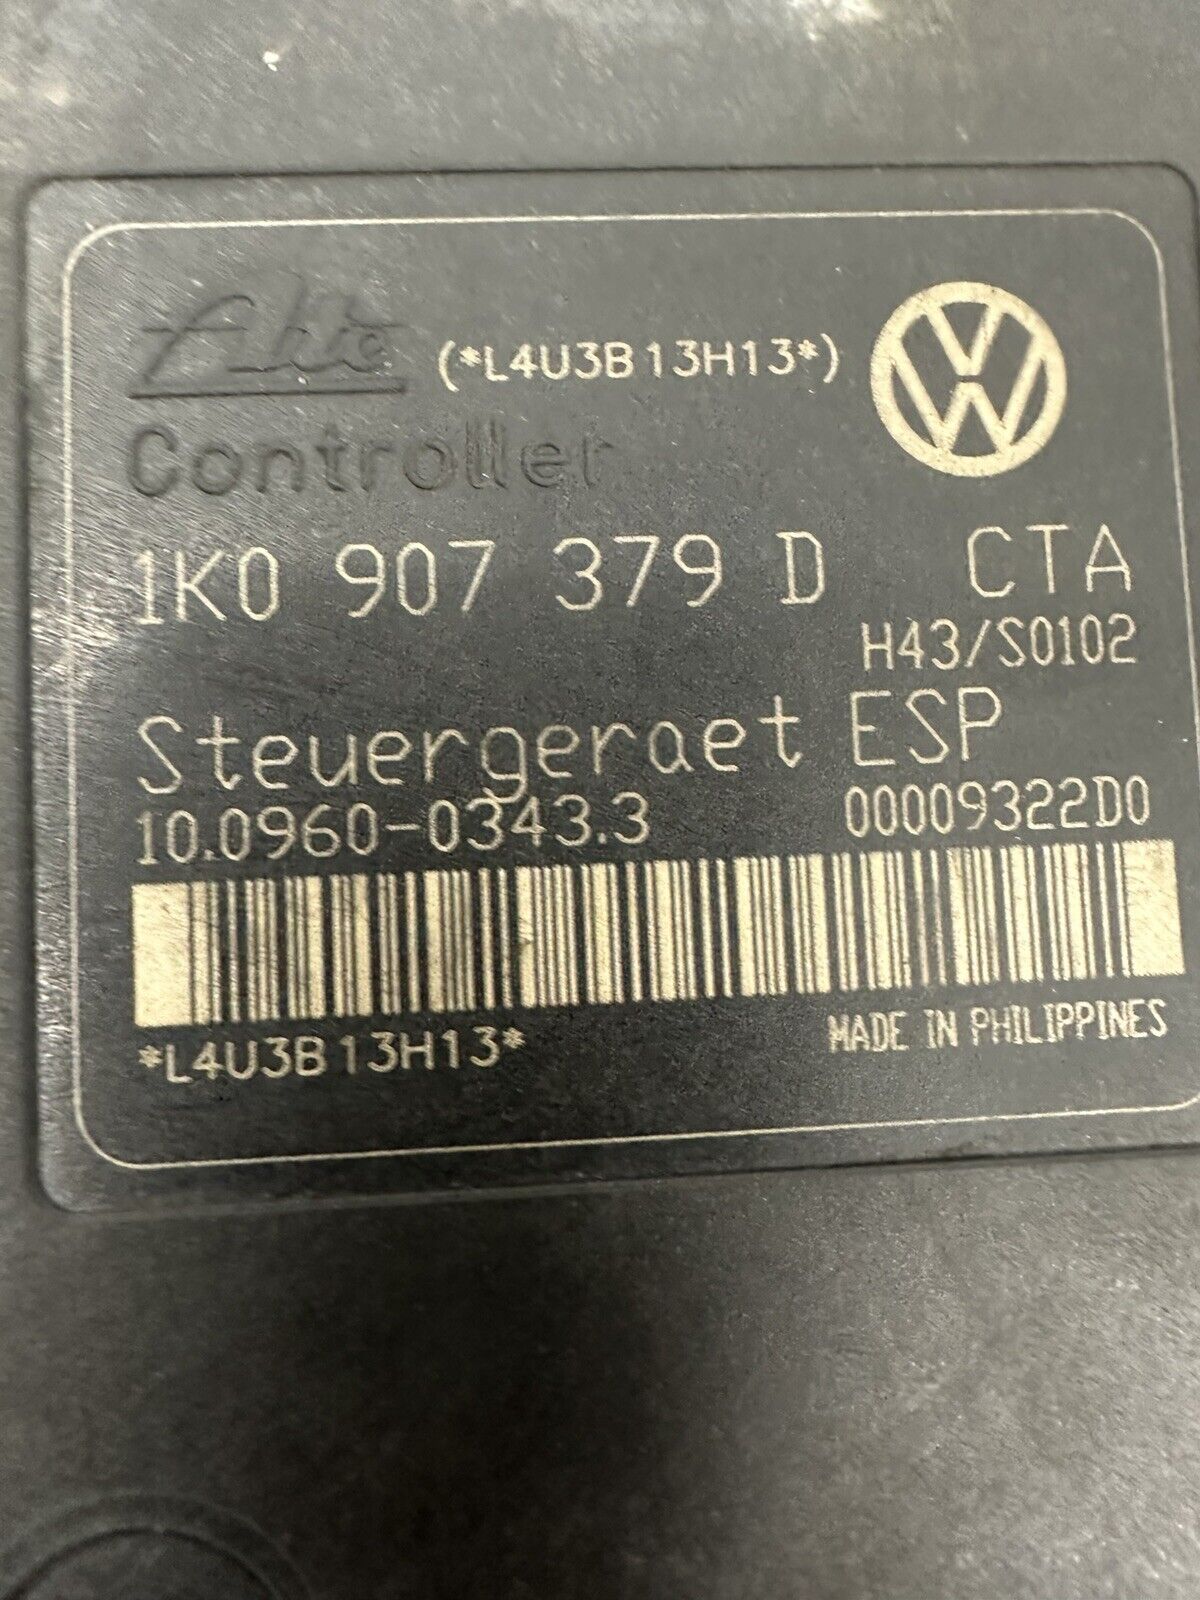 Ate (*L4U3B13H13*)
Controller
1K0 907 379 D CTA
H43/S0102
Steuergeraet ESP
10.0960-0343.3 00009322D0
*L4U3B13H13*
MADE IN PHILIPPINES